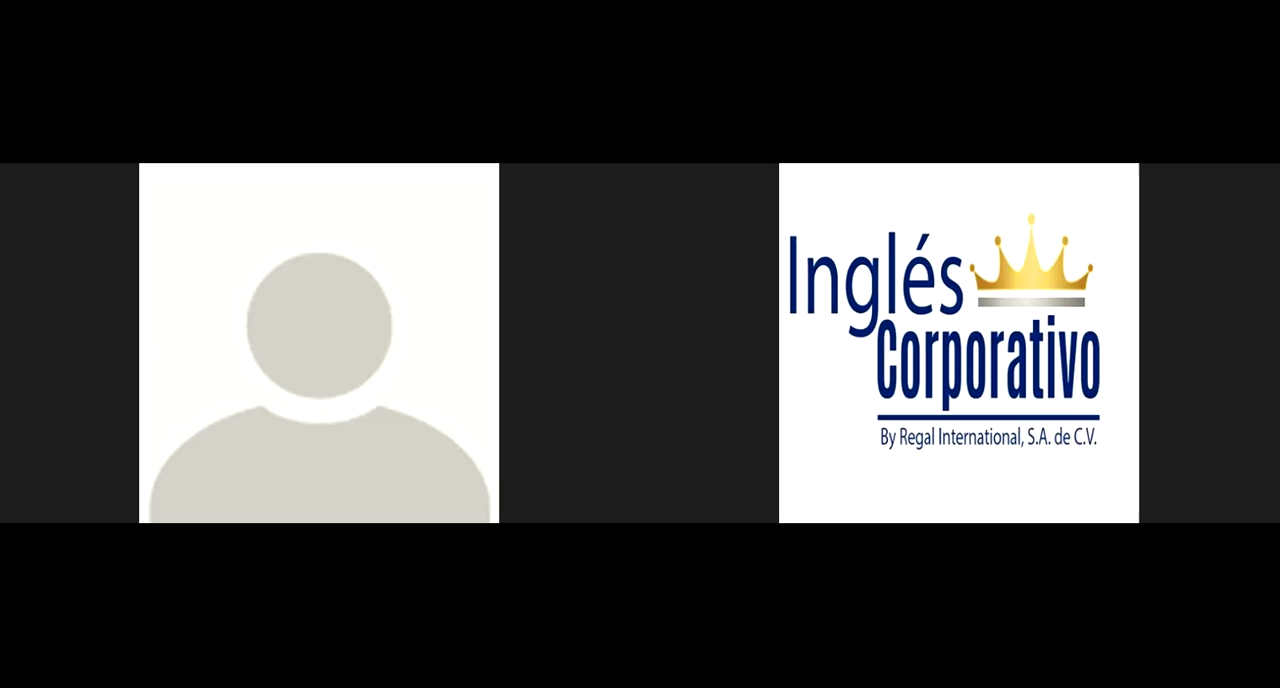 Inglés
Corporativo
By Regal International, S.A. de C.V.